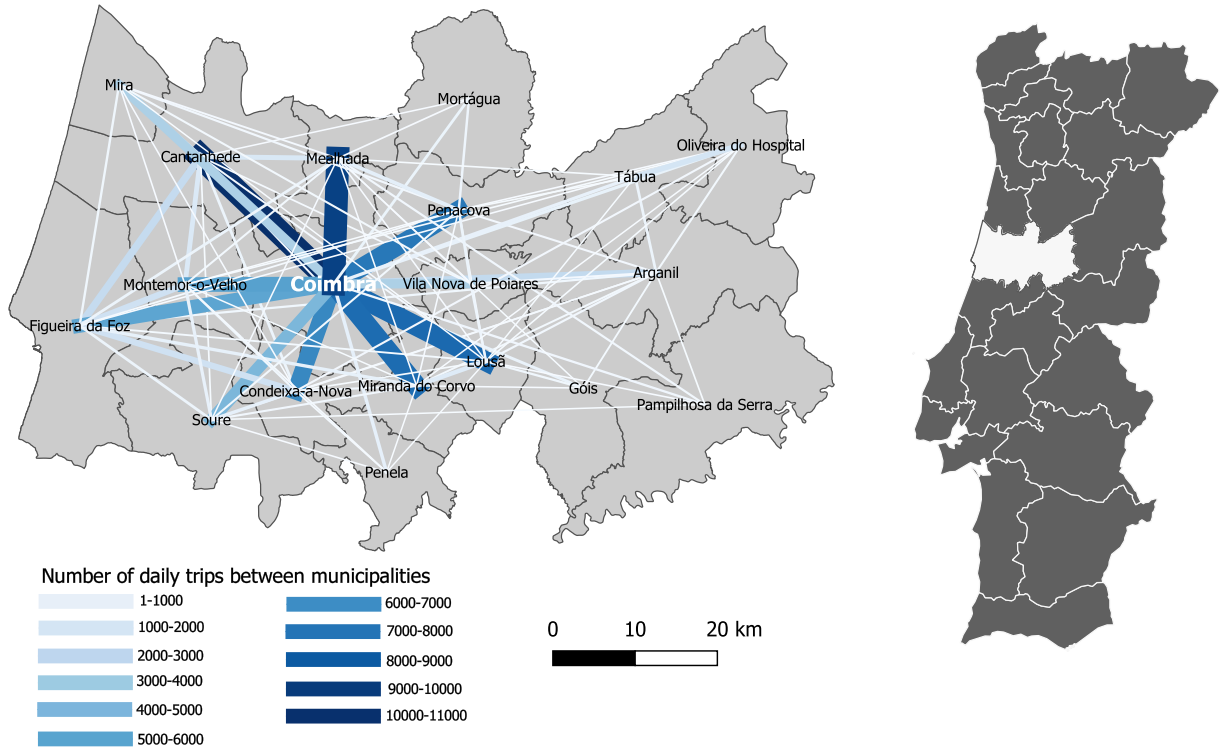 Mira
Mortágua
Oliveira do Hospital
Cantanhede
Mealhada
Tábua
Penacova
Arganil
Montemor-o-Velho
Coimbra
Vila Nova de Poiares
Figueira da Foz
Lousã
Condeixa-a-Nova
Miranda do Corvo
Góis
Pampilhosa da Serra
Soure
Penela
Number of daily trips between municipalities
1-1000
1000-2000
2000-3000
3000-4000
4000-5000
5000-6000
6000-7000
7000-8000
8000-9000
9000-10000
10000-11000
0 10 20 km